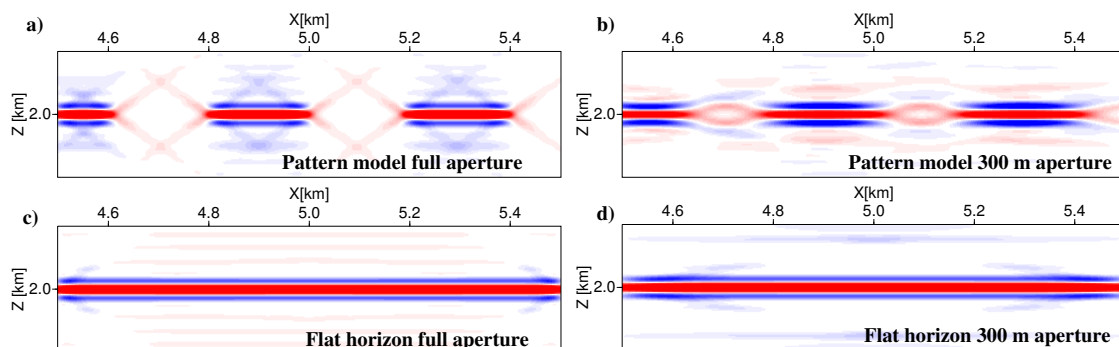 a)
X[km]
4.6 4.8 5.0 5.2 5.4
Z [km]
2.0
Pattern model full aperture
b)
X[km]
4.6 4.8 5.0 5.2 5.4
Z [km]
2.0
Pattern model 300 m aperture
c)
X[km]
4.6 4.8 5.0 5.2 5.4
Z [km]
2.0
Flat horizon full aperture
d)
X[km]
4.6 4.8 5.0 5.2 5.4
Z [km]
2.0
Flat horizon 300 m aperture